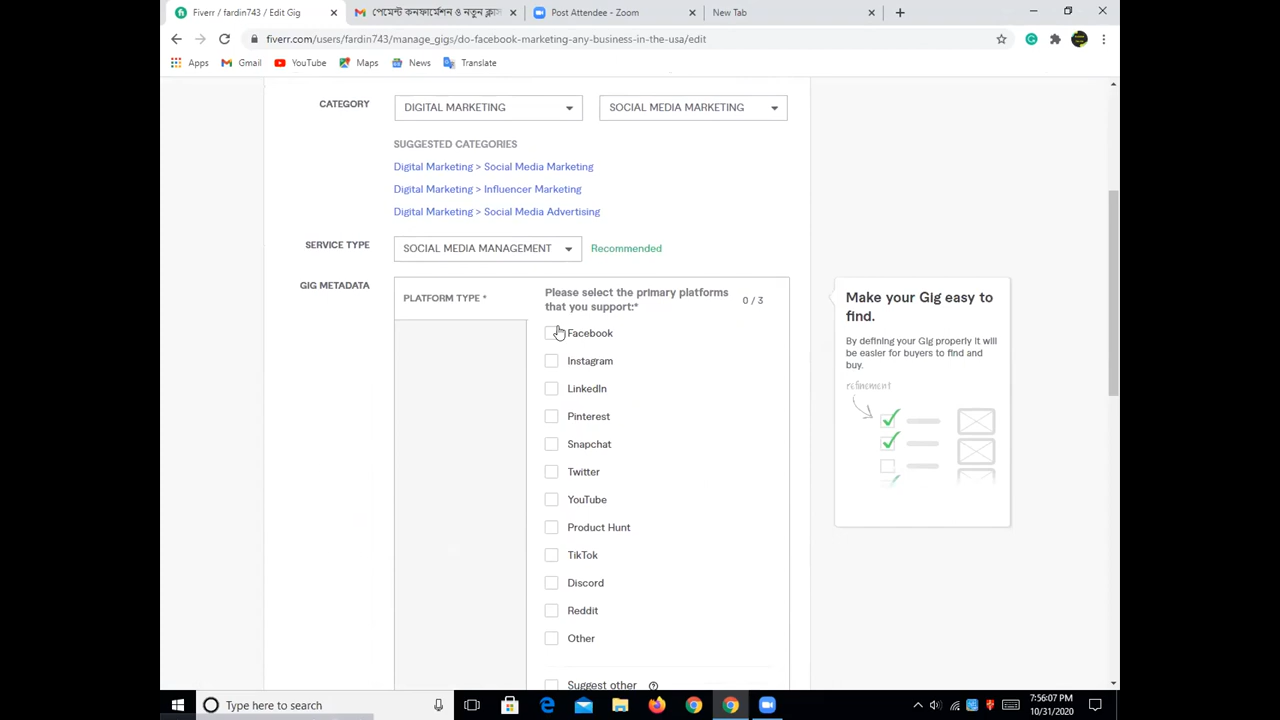 Fiverr / fardin743 / Edit Gig
পেমেন্ট কনফার্মেশন ও নতুন ক্লাস
Post Attendee - Zoom
New Tab
fiverr.com/users/fardin743/manage_gigs/do-facebook-marketing-any-business-in-the-usa/edit
Apps Gmail YouTube Maps News Translate
CATEGORY
DIGITAL MARKETING
SOCIAL MEDIA MARKETING
SUGGESTED CATEGORIES
Digital Marketing > Social Media Marketing
Digital Marketing > Influencer Marketing
Digital Marketing > Social Media Advertising
SERVICE TYPE
SOCIAL MEDIA MANAGEMENT
Recommended
GIG METADATA
PLATFORM TYPE *
Please select the primary platforms
that you support:*
0 / 3
Facebook
Instagram
LinkedIn
Pinterest
Snapchat
Twitter
YouTube
Product Hunt
TikTok
Discord
Reddit
Other
Suggest other
Make your Gig easy to
find.
By defining your Gig properly it will
be easier for buyers to find and
buy.
refinement
Type here to search
7:56:07 PM
10/31/2020